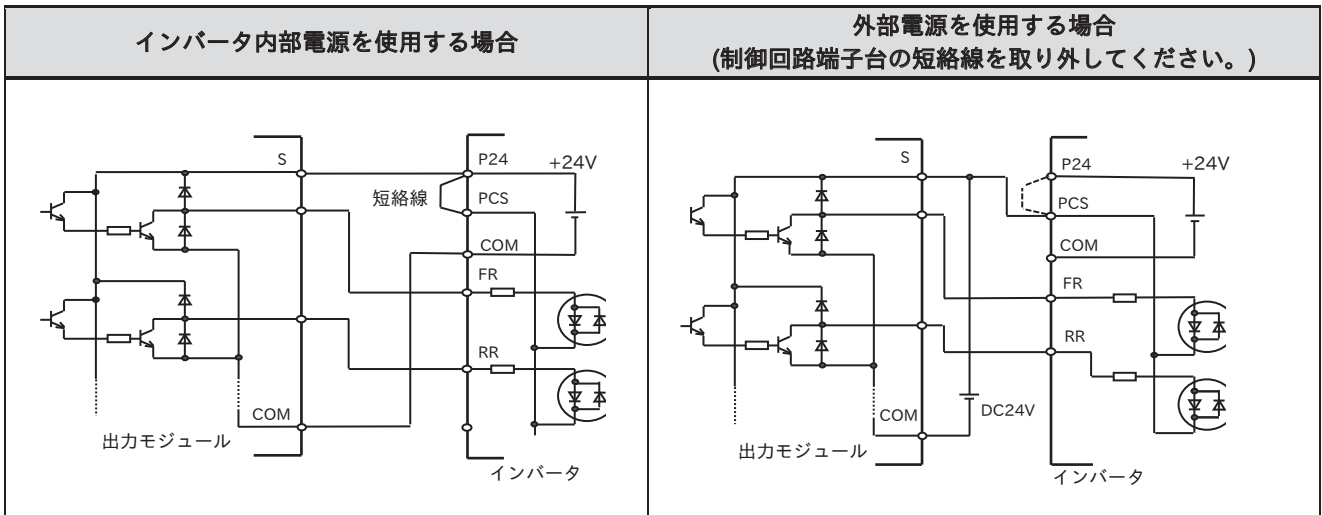 インバータ内部電源を使用する場合
外部電源を使用する場合
(制御回路端子台の短絡線を取り外してください。)
S
P24
+24V
短絡線
PCS
COM
FR
RR
COM
出力モジュール
インバータ
S
P24
+24V
PCS
COM
FR
RR
COM
DC24V
出力モジュール
インバータ